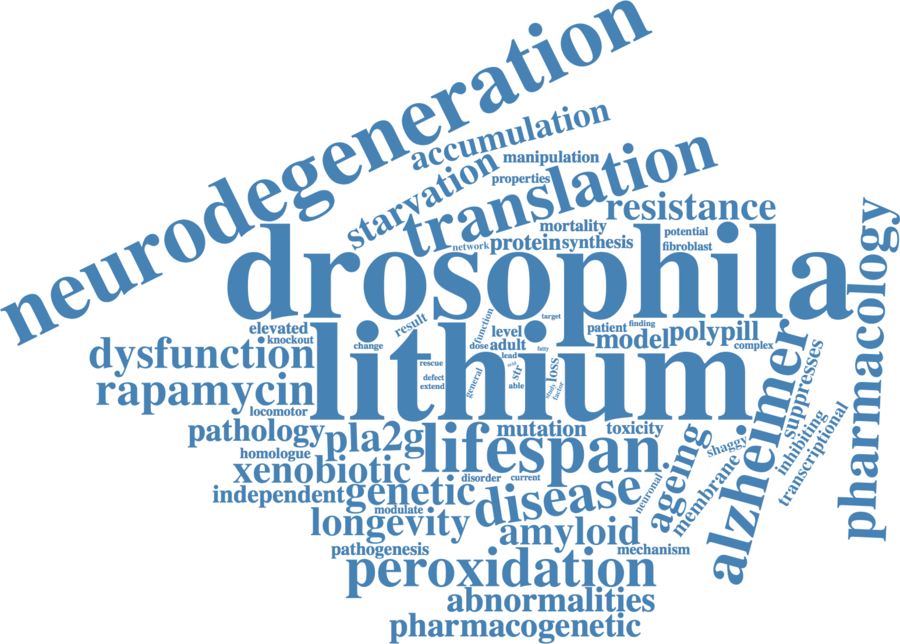 neurodegeneration
accumulation
starvation
manipulation
properties
translation
resistance
mortality
potential
network
protein
synthesis
fibroblast
drosophila
pharmacology
elevated
knockout
dysfunction
change
result
function
level
dose
adult
target
patient
finding
model
polypill
complex
fatty
lithium
rescue
lead
acid
str
loss
defect
extend
general
able
study
factor
rapamycin
locomotor
alzheimer
suppresses
inhibiting
transcriptional
pathology
pla2g
lifespan
mutation
toxicity
homologue
xenobiotic
disorder
current
ageing
shaggy
membrane
neuronal
independent
genetic
disease
modulate
longevity
amyloid
pathogenesis
mechanism
peroxidation
abnormalities
pharmacogenetic